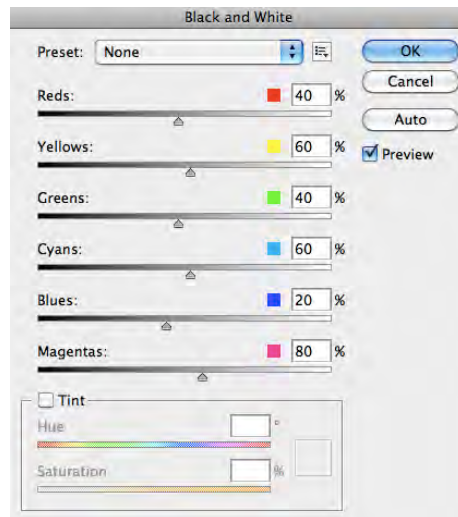 Black and White
Preset: None
OK
Cancel
Auto
Preview
Reds: 40 %
Yellows: 60 %
Greens: 40 %
Cyans: 60 %
Blues: 20 %
Magentas: 80 %
Tint
Hue °
Saturation %